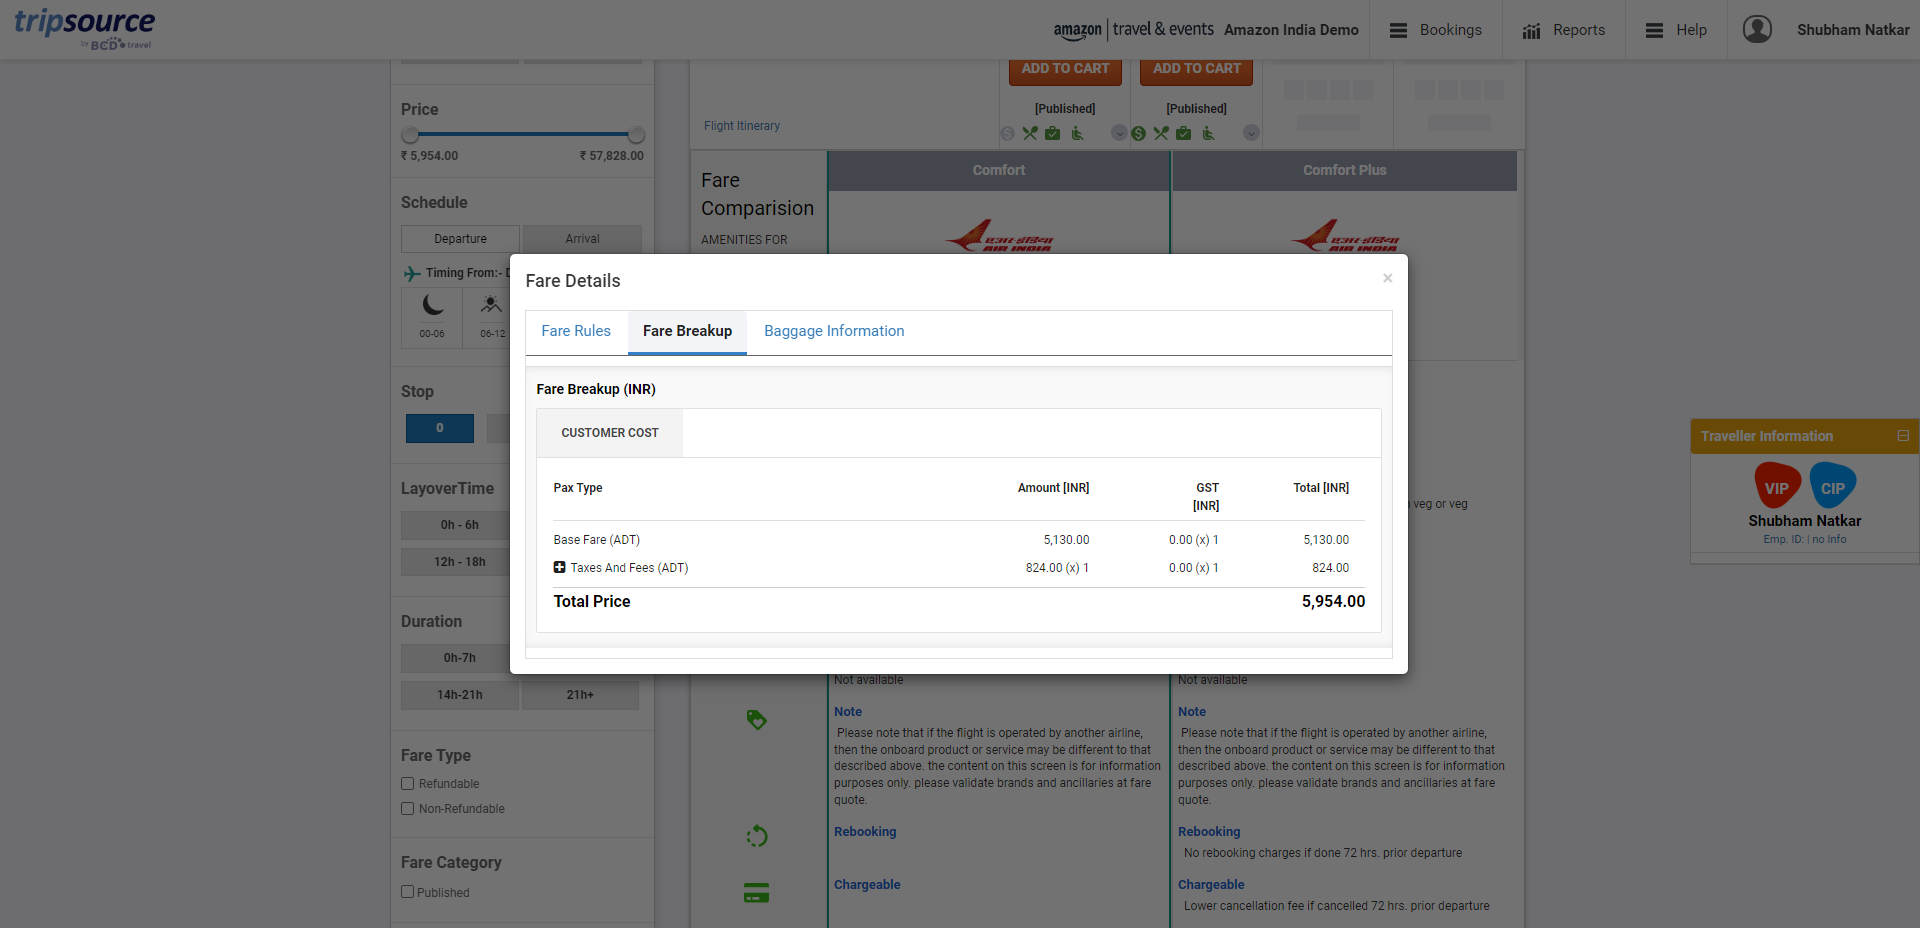 tripsource
by BCD travel
amazon | travel & events Amazon India Demo
Bookings
Reports
Help
Shubham Natkar
Price
₹ 5,954.00 ₹ 57,828.00
Schedule
Departure Arrival
Timing From:- D
00-06 06-12
Stop
0
LayoverTime
0h - 6h
12h - 18h
Duration
0h-7h
14h-21h 21h+
Fare Type
Refundable
Non-Refundable
Fare Category
Published
ADD TO CART ADD TO CART
[Published] [Published]
Flight Itinerary
Fare
Comparision
AMENITIES FOR
Comfort Comfort Plus
AIR INDIA AIR INDIA
Fare Details ×
Fare Rules Fare Breakup Baggage Information
Fare Breakup (INR)
CUSTOMER COST
Pax Type Amount [INR] GST [INR] Total [INR]
Base Fare (ADT) 5,130.00 0.00 (x) 1 5,130.00
Taxes And Fees (ADT) 824.00 (x) 1 0.00 (x) 1 824.00
Total Price 5,954.00
veg or veg
Not available
Note
Please note that if the flight is operated by another airline,
then the onboard product or service may be different to that
described above. the content on this screen is for information
purposes only. please validate brands and ancillaries at fare
quote.
Rebooking
Chargeable
Not available
Note
Please note that if the flight is operated by another airline,
then the onboard product or service may be different to that
described above. the content on this screen is for information
purposes only. please validate brands and ancillaries at fare
quote.
Rebooking
No rebooking charges if done 72 hrs. prior departure
Chargeable
Lower cancellation fee if cancelled 72 hrs. prior departure
Traveller Information
VIP CIP
Shubham Natkar
Emp. ID: | no Info